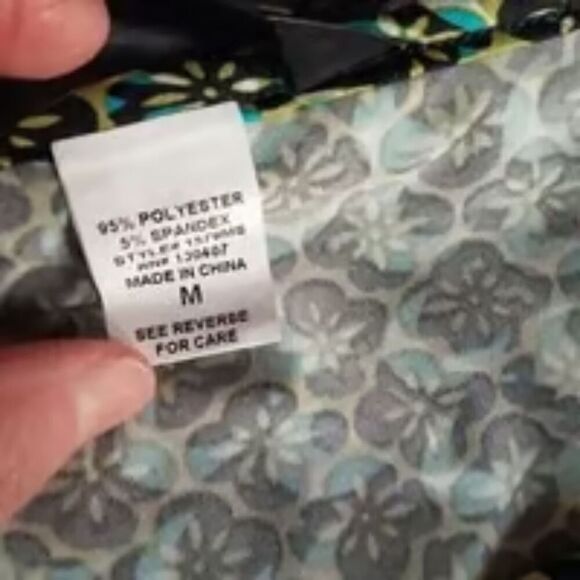 95% POLYESTER
5% SPANDEX
MADE IN CHINA
M
SEE REVERSE
FOR CARE